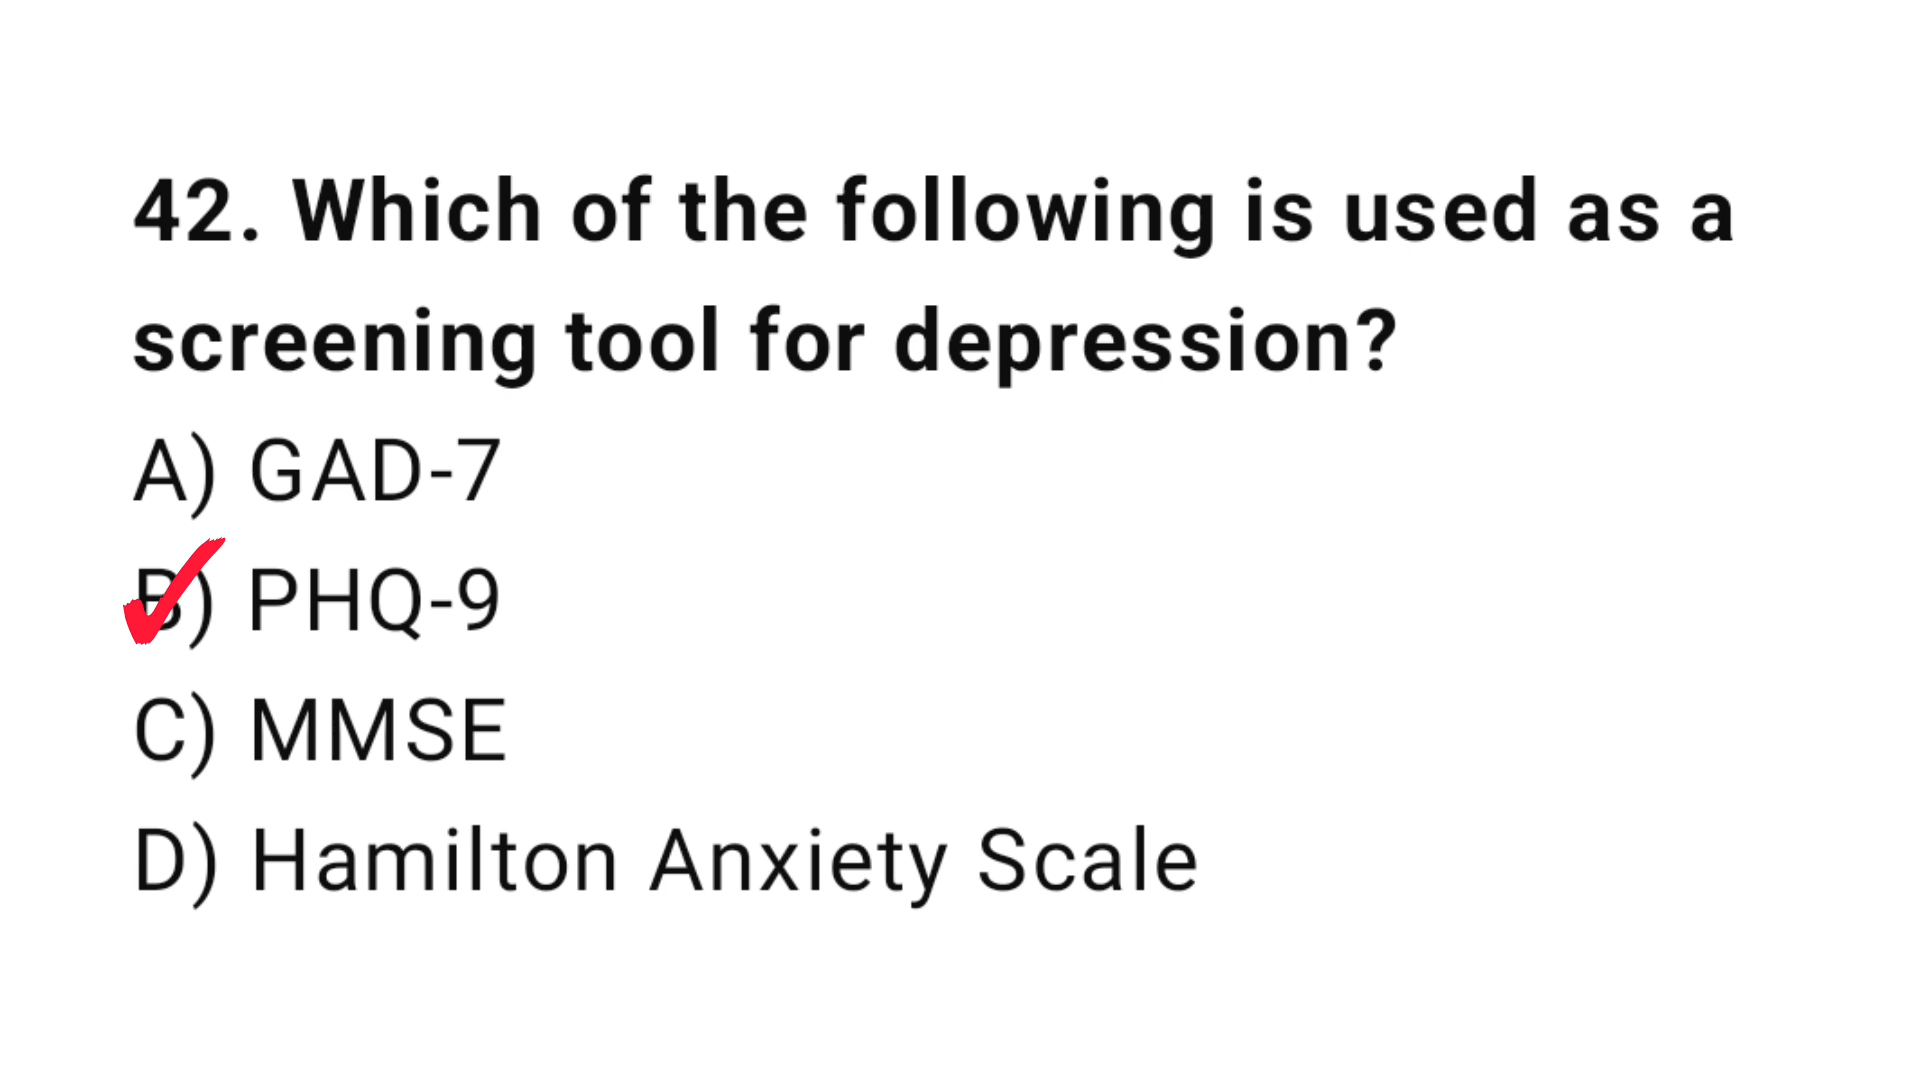 42. Which of the following is used as a
screening tool for depression?
A) GAD-7
B) PHQ-9
C) MMSE
D) Hamilton Anxiety Scale